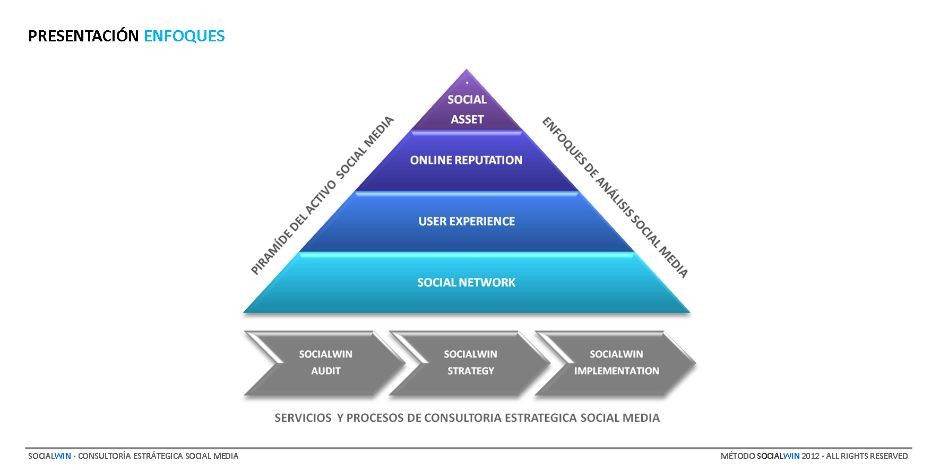 PRESENTACIÓN ENFOQUES
SOCIAL
ASSET
ONLINE REPUTATION
USER EXPERIENCE
SOCIAL NETWORK
PIRAMÍDE DEL ACTIVO SOCIAL MEDIA
ENFOQUES DE ANÁLISIS SOCIAL MEDIA
SOCIALWIN
AUDIT
SOCIALWIN
STRATEGY
SOCIALWIN
IMPLEMENTATION
SERVICIOS Y PROCESOS DE CONSULTORIA ESTRATEGICA SOCIAL MEDIA
SOCIALWIN - CONSULTORÍA ESTRÁTEGICA SOCIAL MEDIA
MÉTODO SOCIALWIN 2012 - ALL RIGHTS RESERVED